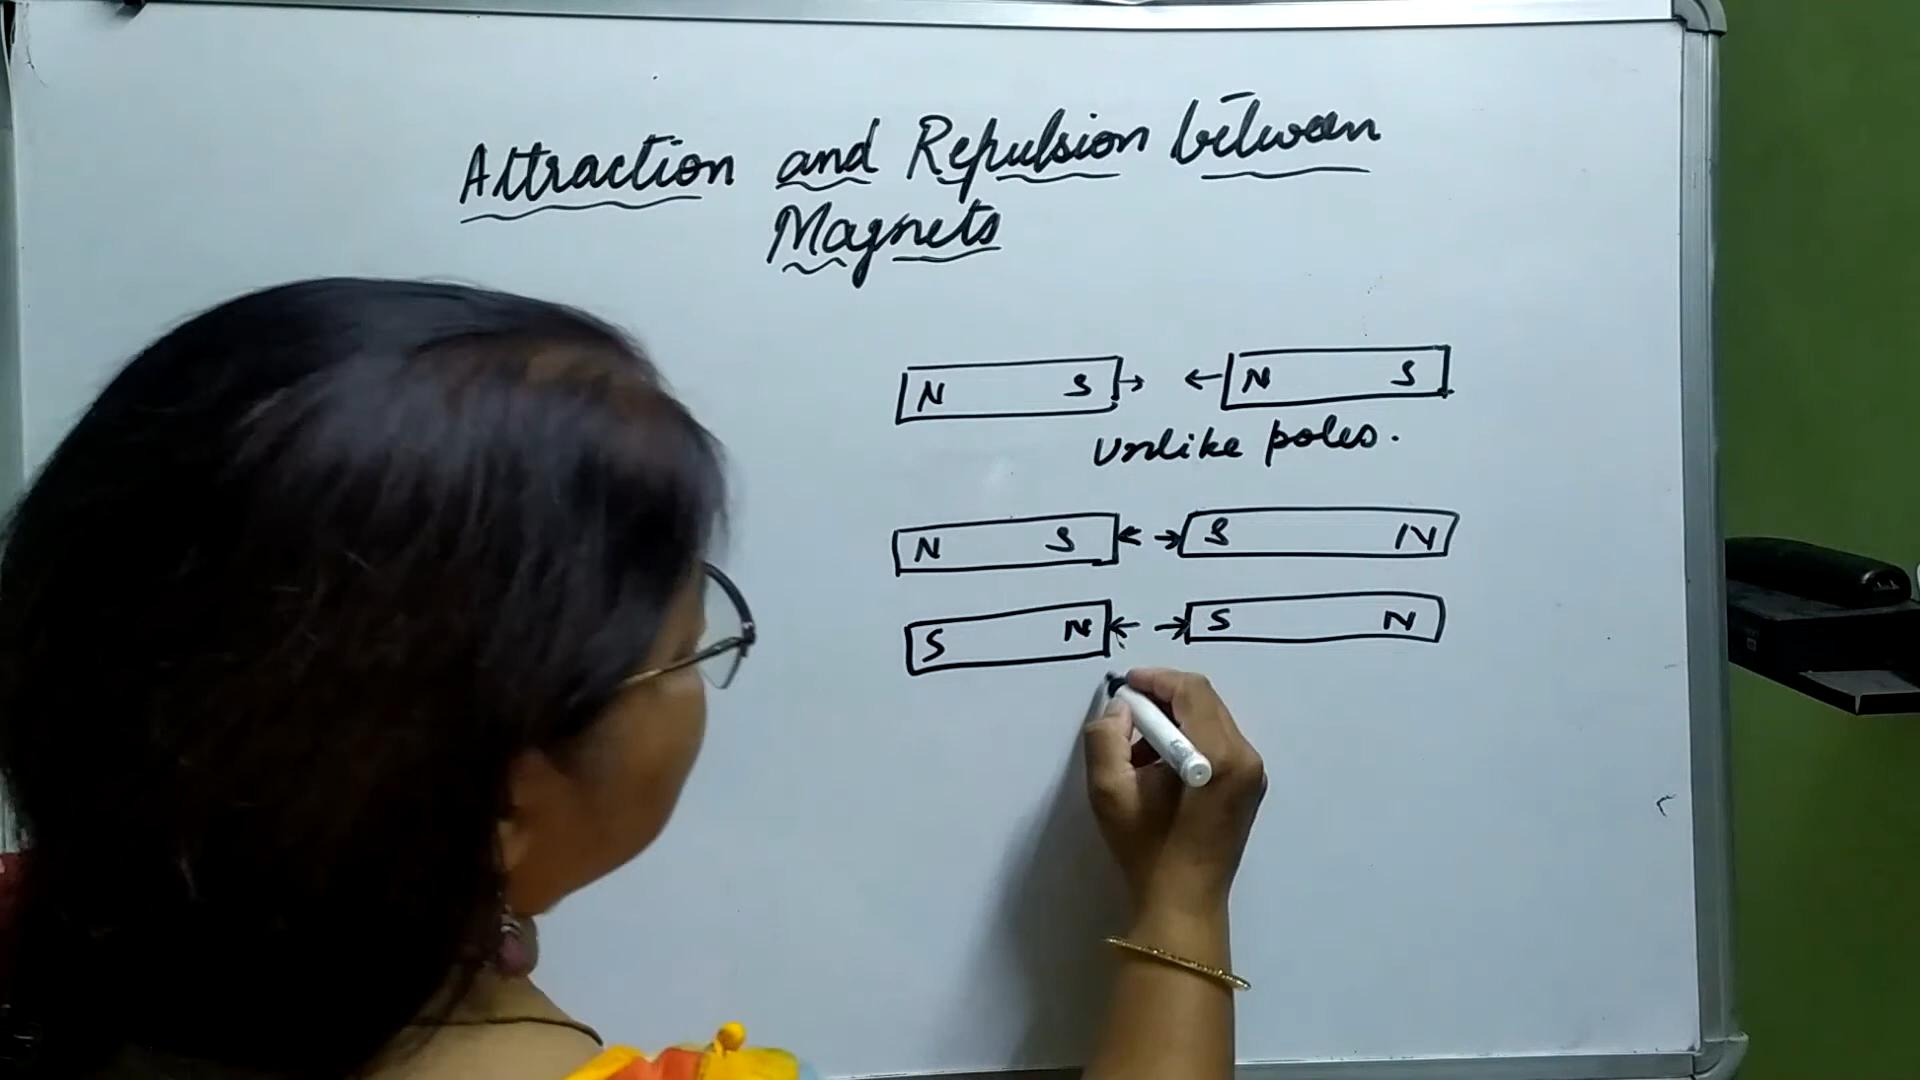 Attraction and Repulsion between
Magnets
N S → ← N S
Unlike poles.
N S ← → S N
S N ← → S N